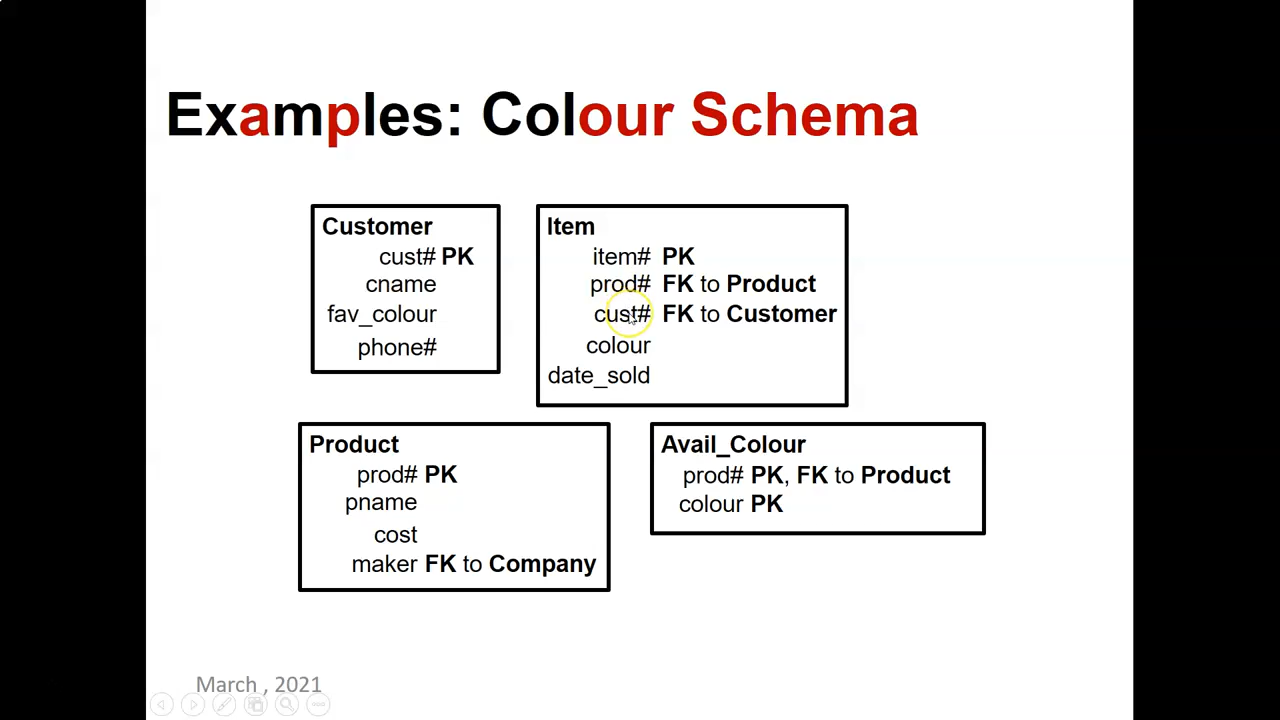 Examples: Colour Schema
Customer
cust# PK
cname
fav_colour
phone#
Item
item# PK
prod# FK to Product
cust# FK to Customer
colour
date_sold
Product
prod# PK
pname
cost
maker FK to Company
Avail_Colour
prod# PK, FK to Product
colour PK
March , 2021